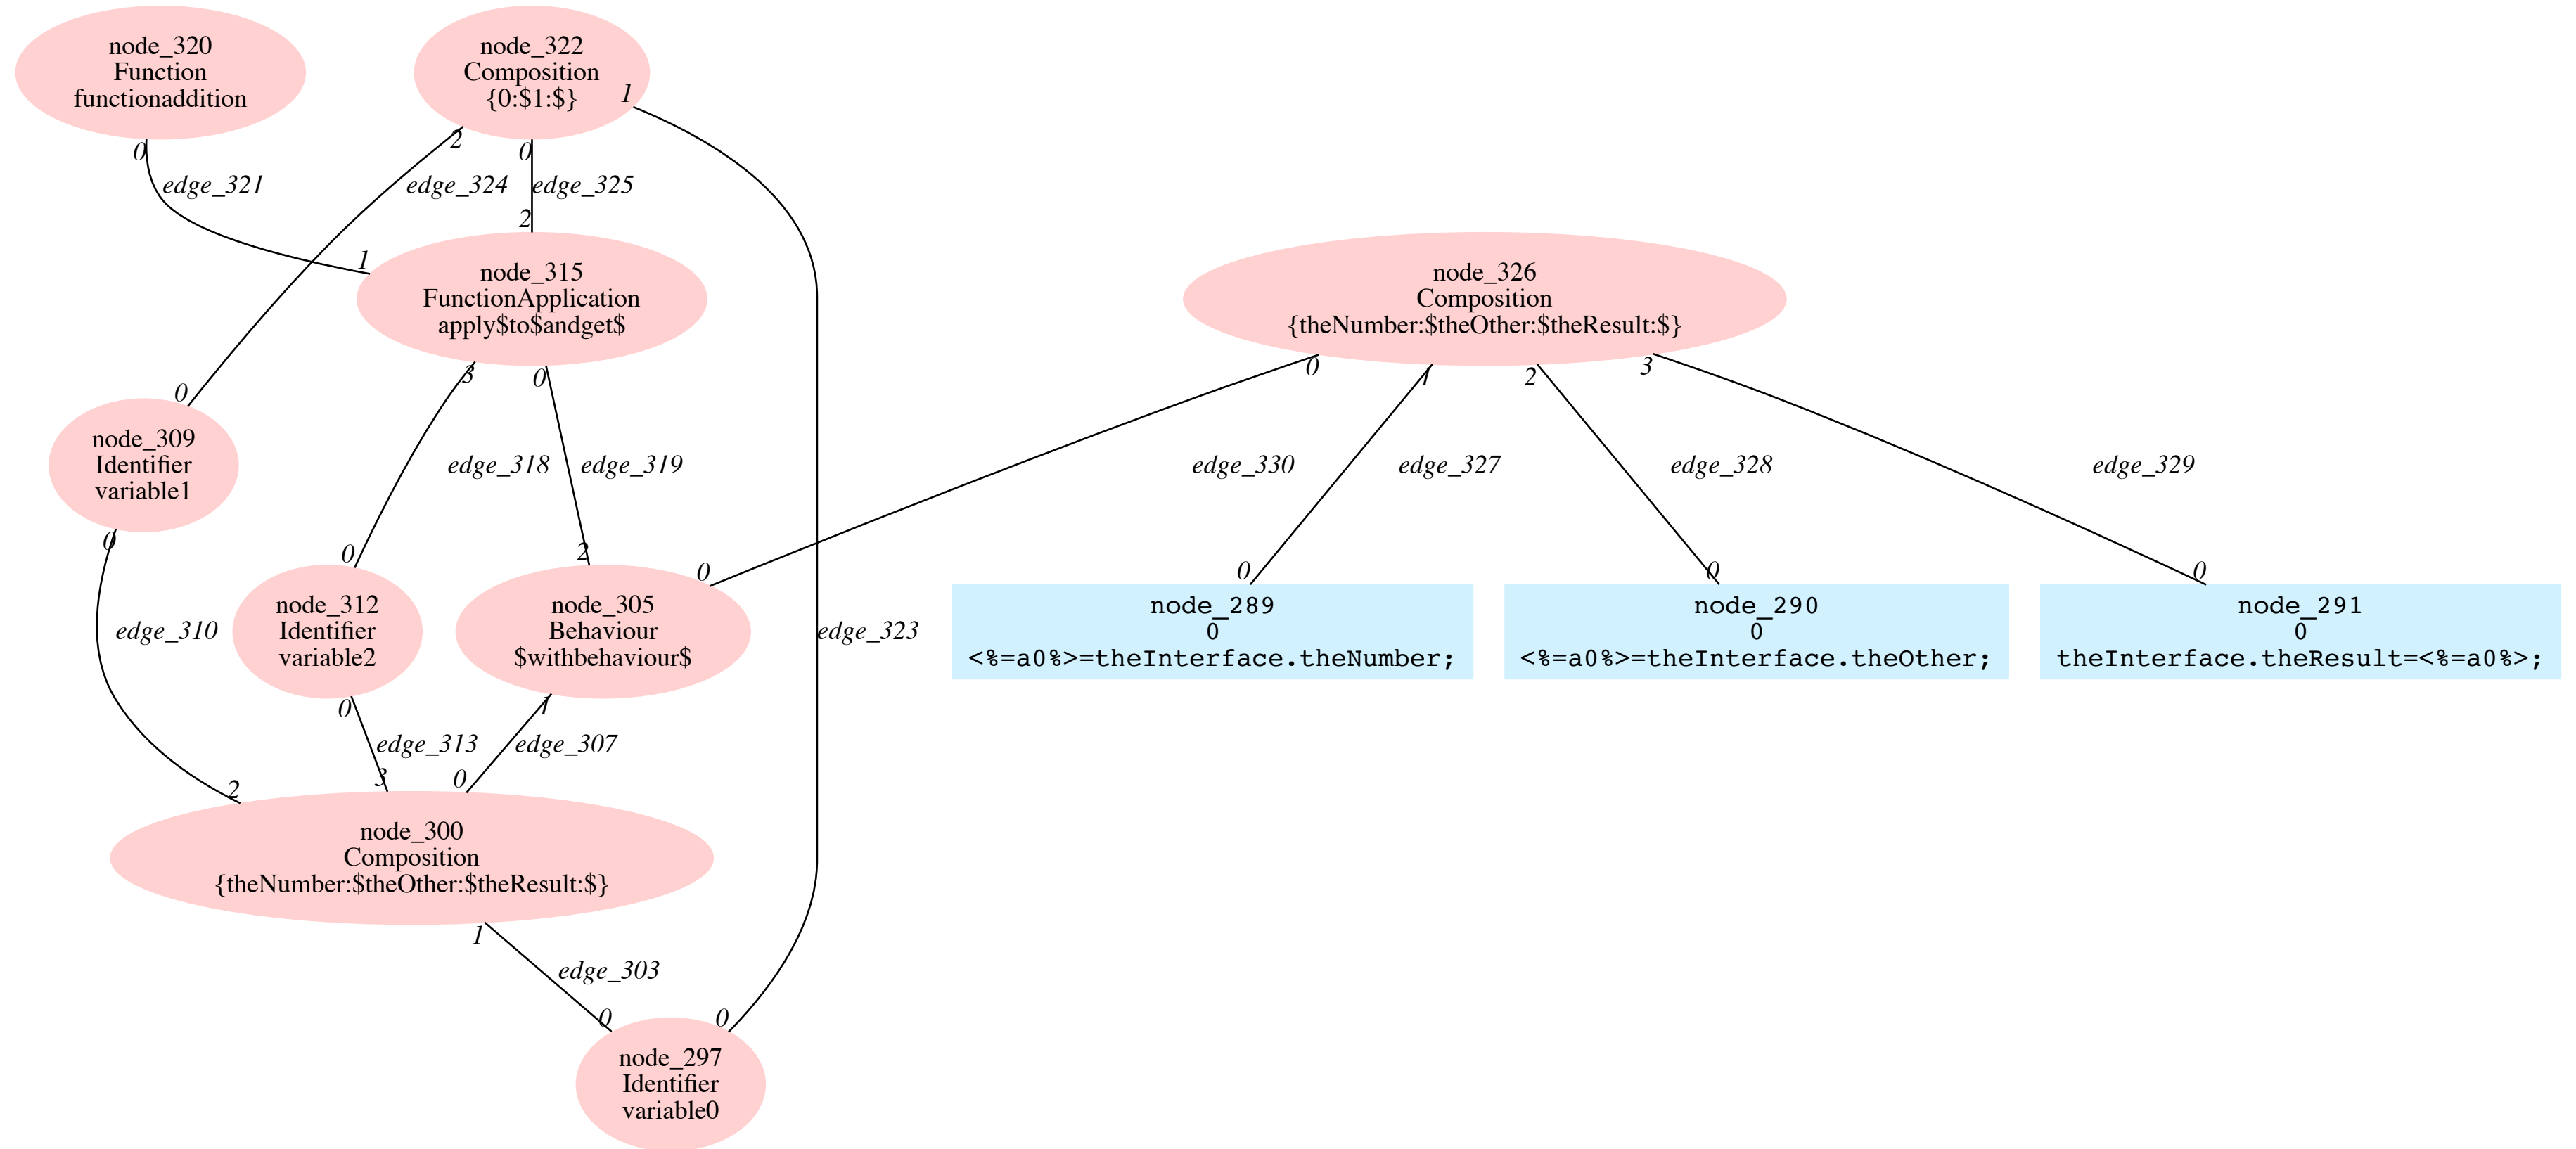 node_320
Function
functionaddition
node_322
Composition
{0:$1:$}
1
0
2
0
edge_321
edge_324
edge_325
1
2
node_315
FunctionApplication
apply$to$andget$
node_326
Composition
{theNumber:$theOther:$theResult:$}
3
0
0
1
2
3
0
node_309
Identifier
variable1
edge_318
edge_319
edge_330
edge_327
edge_328
edge_329
0
0
2
0
0
0
0
node_312
Identifier
variable2
node_305
Behaviour
$withbehaviour$
node_289
0
<%=a0%>=theInterface.theNumber;
node_290
0
<%=a0%>=theInterface.theOther;
node_291
0
theInterface.theResult=<%=a0%>;
edge_310
edge_323
0
1
edge_313
edge_307
2
3
0
node_300
Composition
{theNumber:$theOther:$theResult:$}
1
edge_303
0
0
node_297
Identifier
variable0